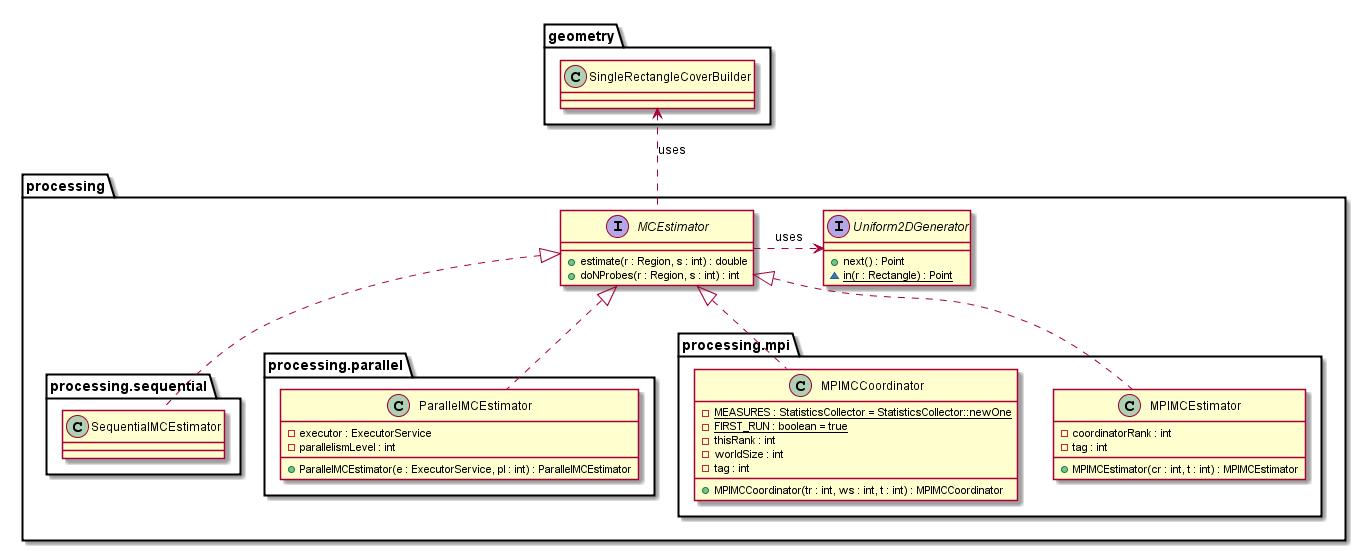 geometry
C SingleRectangleCoverBuilder
uses
processing
I MCEstimator
estimate(r : Region, s : int) : double
doNProbes(r : Region, s : int) : int
uses
I Uniform2DGenerator
next() : Point
in(r : Rectangle) : Point
processing.sequential
C SequentialMCEstimator
processing.parallel
C ParallelMCEstimator
executor : ExecutorService
parallelismLevel : int
ParallelMCEstimator(e : ExecutorService, pl : int) : ParallelMCEstimator
processing.mpi
C MPIMCCoordinator
MEASURES : StatisticsCollector = StatisticsCollector::newOne
FIRST_RUN : boolean = true
thisRank : int
worldSize : int
tag : int
MPIMCCoordinator(tr : int, ws : int, t : int) : MPIMCCoordinator
C MPIMCEstimator
coordinatorRank : int
tag : int
MPIMCEstimator(cr : int, t : int) : MPIMCEstimator